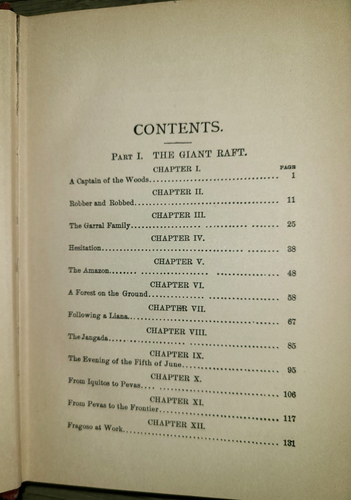 CONTENTS.
PART I. THE GIANT RAFT.
CHAPTER I. PAGE
A Captain of the Woods 1
CHAPTER II.
Robber and Robbed 11
CHAPTER III.
The Garral Family 25
CHAPTER IV.
Hesitation 38
CHAPTER V.
The Amazon 48
CHAPTER VI.
A Forest on the Ground 58
CHAPTER VII.
Following a Liana 67
CHAPTER VIII.
The Jangada 85
CHAPTER IX.
The Evening of the Fifth of June 95
CHAPTER X.
From Iquitos to Pevas 106
CHAPTER XI.
From Pevas to the Frontier 117
CHAPTER XII.
Fragoso at Work 131